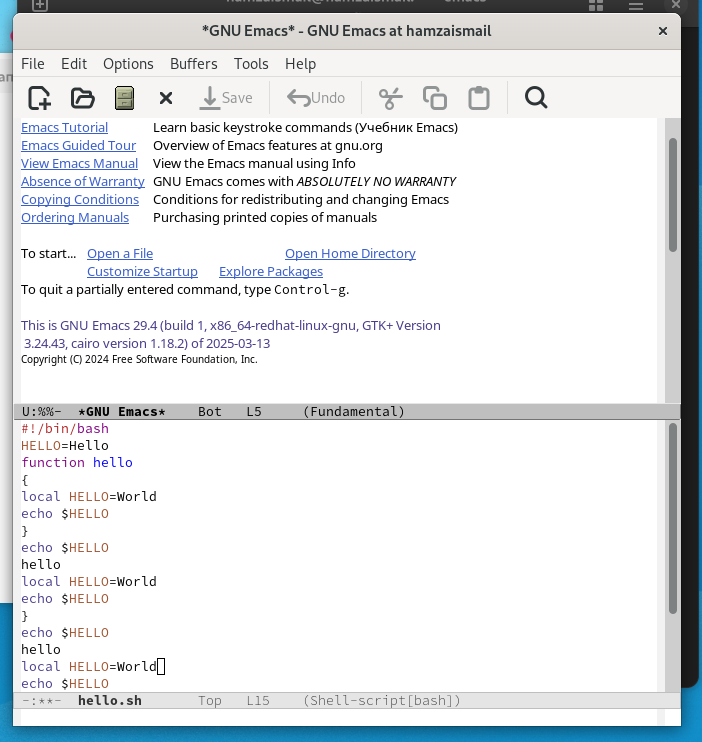 *GNU Emacs* - GNU Emacs at hamzaismail
File Edit Options Buffers Tools Help
Save Undo
Emacs Tutorial Learn basic keystroke commands (Учебник Emacs)
Emacs Guided Tour Overview of Emacs features at gnu.org
View Emacs Manual View the Emacs manual using Info
Absence of Warranty GNU Emacs comes with ABSOLUTELY NO WARRANTY
Copying Conditions Conditions for redistributing and changing Emacs
Ordering Manuals Purchasing printed copies of manuals
To start... Open a File Open Home Directory
Customize Startup Explore Packages
To quit a partially entered command, type Control-g.
This is GNU Emacs 29.4 (build 1, x86_64-redhat-linux-gnu, GTK+ Version
3.24.43, cairo version 1.18.2) of 2025-03-13
Copyright (C) 2024 Free Software Foundation, Inc.
U:%%- *GNU Emacs* Bot L5 (Fundamental)
#!/bin/bash
HELLO=Hello
function hello
{
local HELLO=World
echo $HELLO
}
echo $HELLO
hello
local HELLO=World
echo $HELLO
}
echo $HELLO
hello
local HELLO=World
echo $HELLO
-:**- hello.sh Top L15 (Shell-script[bash])